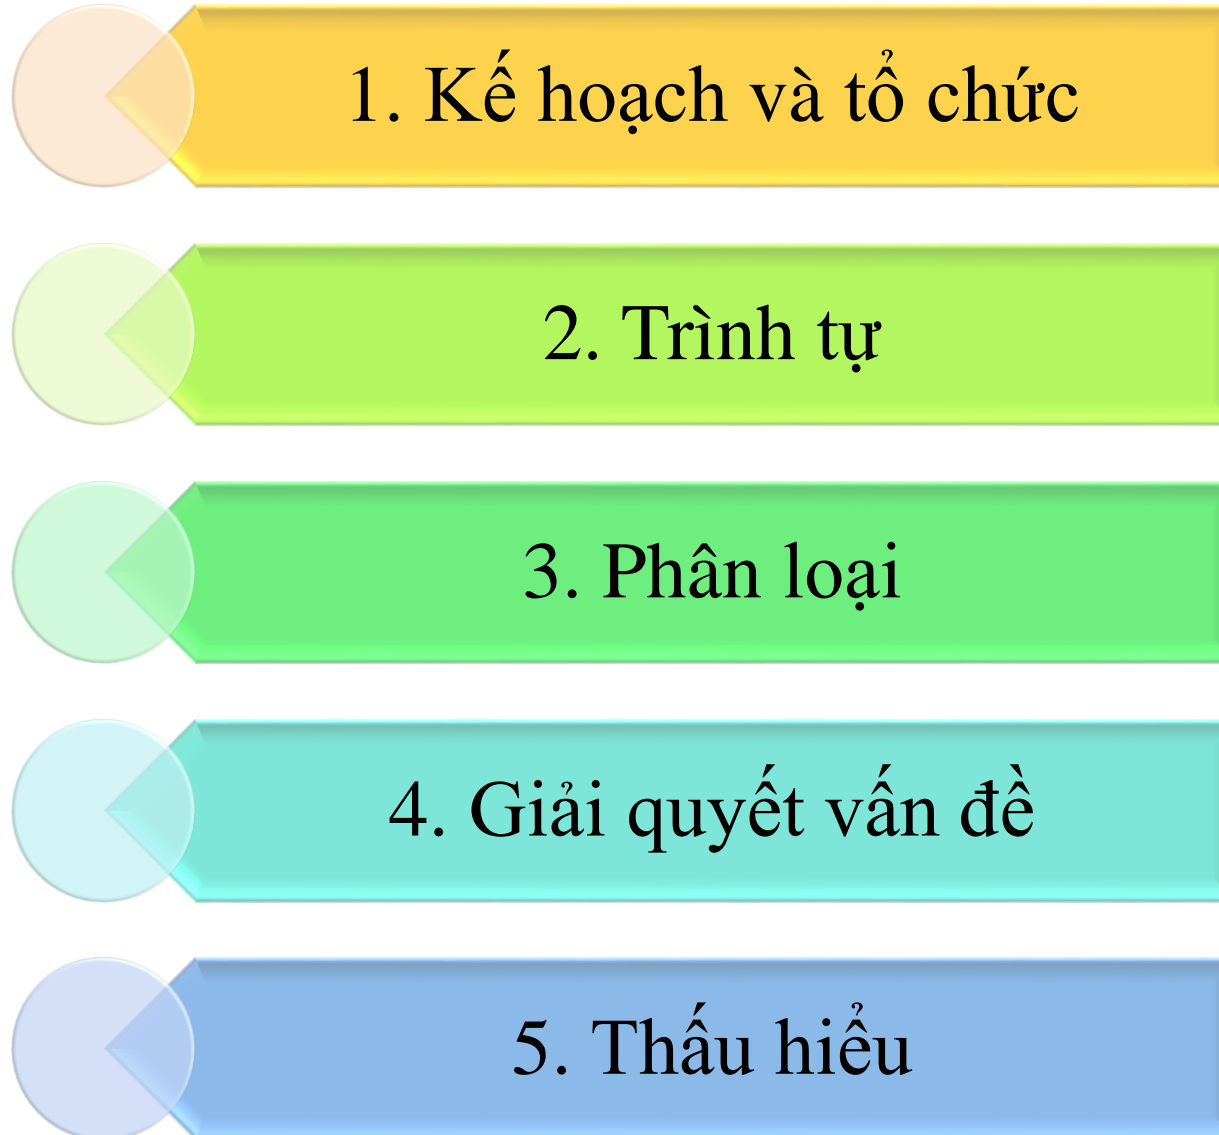 1. Kế hoạch và tổ chức
2. Trình tự
3. Phân loại
4. Giải quyết vấn đề
5. Thấu hiểu